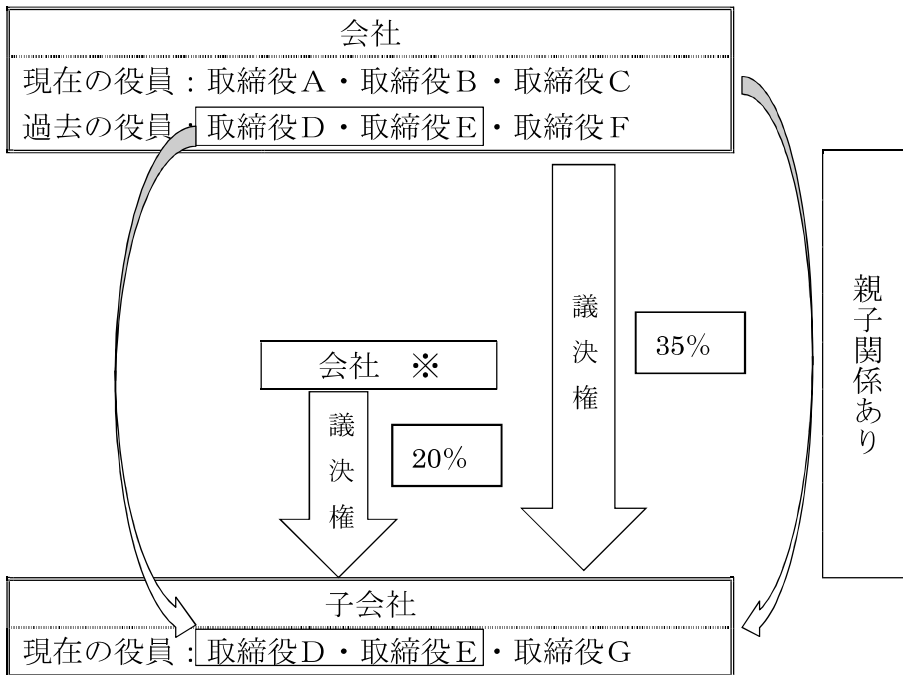 会社
現在の役員：取締役A・取締役B・取締役C
過去の役員：取締役D・取締役E・取締役F
親子関係あり
議決権
35%
会社　※
議決権
20%
子会社
現在の役員：取締役D・取締役E・取締役G